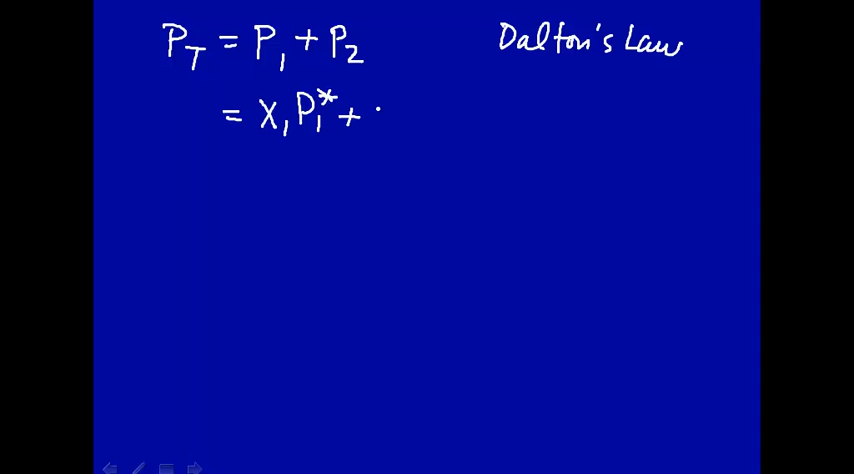 P_T = P_1 + P_2 Dalton's Law
= X_1 P_1^* + .